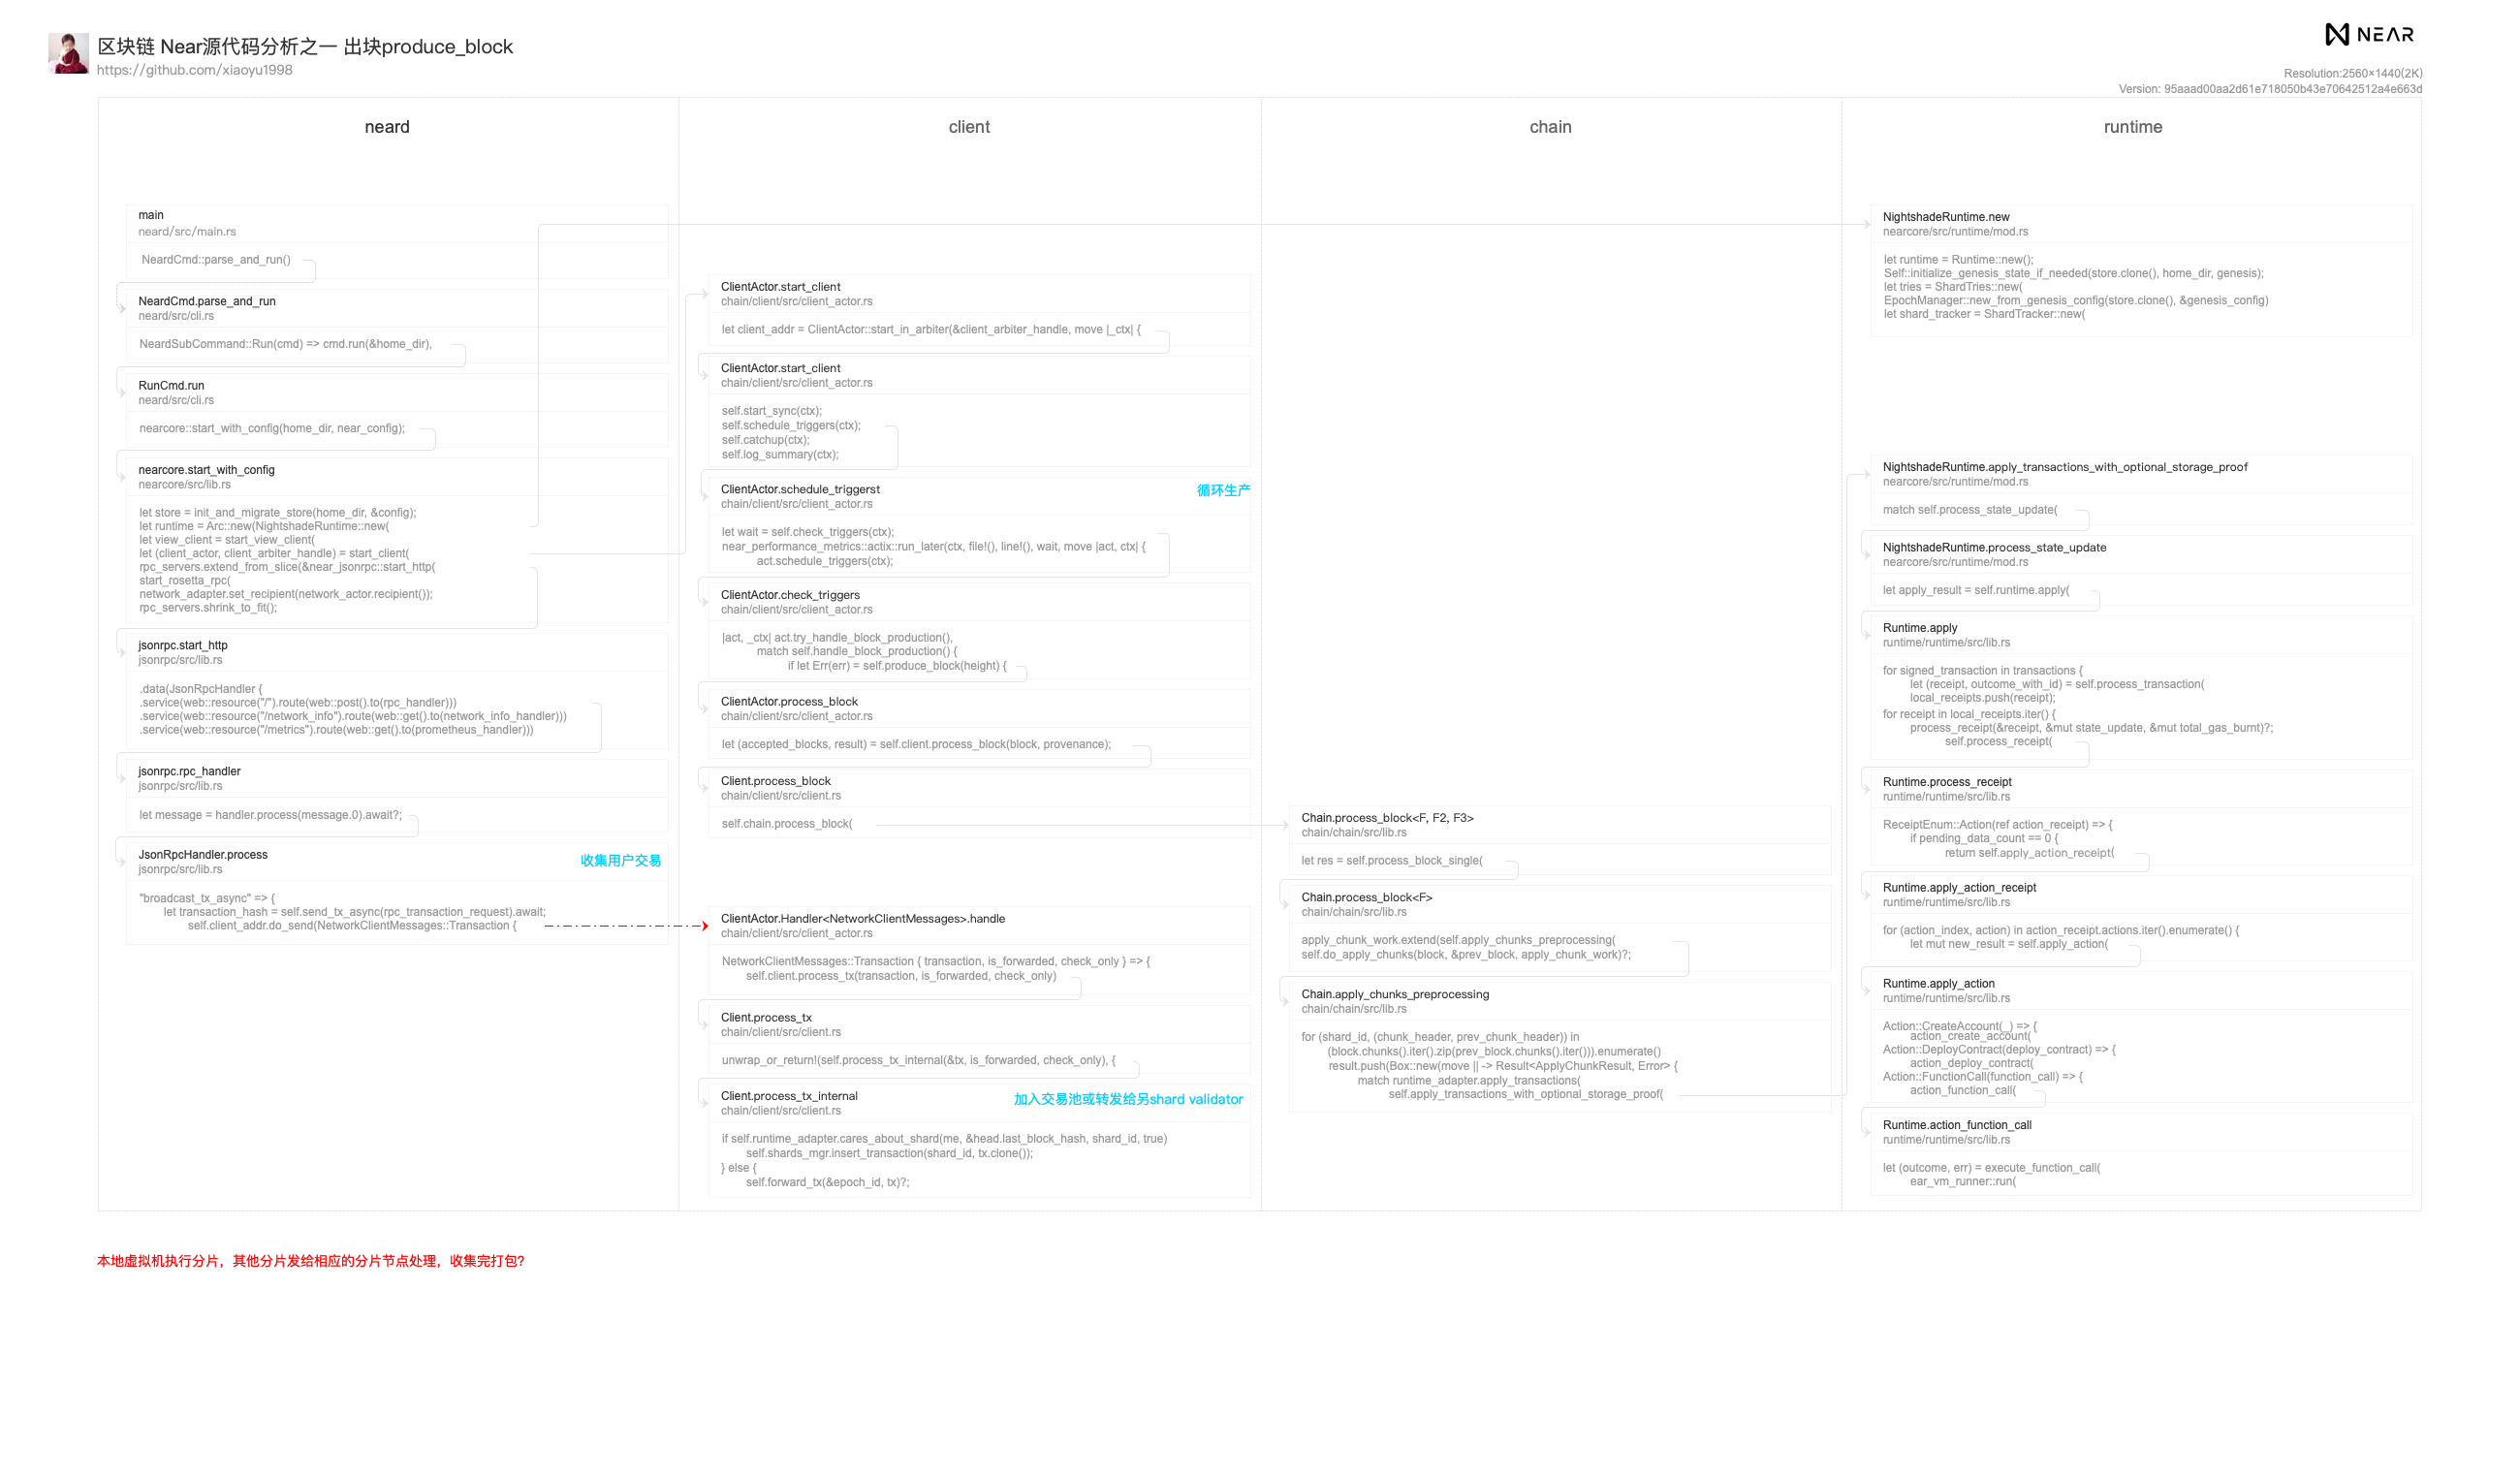 区块链 Near源代码分析之一 出块produce_block
https://github.com/xiaoyu1998
NEAR
Resolution:2560×1440(2K)
Version: 95aaad00aa2d61e718050b43e70642512a4e663d
neard
main
neard/src/main.rs
NeardCmd::parse_and_run()
NeardCmd.parse_and_run
neard/src/cli.rs
NeardSubCommand::Run(cmd) => cmd.run(&home_dir),
RunCmd.run
neard/src/cli.rs
nearcore::start_with_config(home_dir, near_config);
nearcore.start_with_config
nearcore/src/lib.rs
let store = init_and_migrate_store(home_dir, &config);
let runtime = Arc::new(NightshadeRuntime::new(
let view_client = start_view_client(
let (client_actor, client_arbiter_handle) = start_client(
rpc_servers.extend_from_slice(&near_jsonrpc::start_http(
start_rosetta_rpc(
network_adapter.set_recipient(network_actor.recipient());
rpc_servers.shrink_to_fit();
jsonrpc.start_http
jsonrpc/src/lib.rs
.data(JsonRpcHandler {
.service(web::resource("/").route(web::post().to(rpc_handler)))
.service(web::resource("/network_info").route(web::get().to(network_info_handler)))
.service(web::resource("/metrics").route(web::get().to(prometheus_handler)))
jsonrpc.rpc_handler
jsonrpc/src/lib.rs
let message = handler.process(message.0).await?;
JsonRpcHandler.process
jsonrpc/src/lib.rs
收集用户交易
"broadcast_tx_async" => {
let transaction_hash = self.send_tx_async(rpc_transaction_request).await;
self.client_addr.do_send(NetworkClientMessages::Transaction {
client
ClientActor.start_client
chain/client/src/client_actor.rs
let client_addr = ClientActor::start_in_arbiter(&client_arbiter_handle, move |_ctx| {
ClientActor.start_client
chain/client/src/client_actor.rs
self.start_sync(ctx);
self.schedule_triggers(ctx);
self.catchup(ctx);
self.log_summary(ctx);
ClientActor.schedule_triggerst
循环生产
chain/client/src/client_actor.rs
let wait = self.check_triggers(ctx);
near_performance_metrics::actix::run_later(ctx, file!(), line!(), wait, move |act, ctx| {
act.schedule_triggers(ctx);
ClientActor.check_triggers
chain/client/src/client_actor.rs
|act, _ctx| act.try_handle_block_production(),
match self.handle_block_production() {
if let Err(err) = self.produce_block(height) {
ClientActor.process_block
chain/client/src/client_actor.rs
let (accepted_blocks, result) = self.client.process_block(block, provenance);
Client.process_block
chain/client/src/client.rs
self.chain.process_block(
ClientActor.Handler<NetworkClientMessages>.handle
chain/client/src/client_actor.rs
NetworkClientMessages::Transaction { transaction, is_forwarded, check_only } => {
self.client.process_tx(transaction, is_forwarded, check_only)
Client.process_tx
chain/client/src/client.rs
unwrap_or_return!(self.process_tx_internal(&tx, is_forwarded, check_only), {
Client.process_tx_internal
加入交易池或转发给另shard validator
chain/client/src/client.rs
if self.runtime_adapter.cares_about_shard(me, &head.last_block_hash, shard_id, true)
self.shards_mgr.insert_transaction(shard_id, tx.clone());
} else {
self.forward_tx(&epoch_id, tx)?;
chain
Chain.process_block<F, F2, F3>
chain/chain/src/lib.rs
let res = self.process_block_single(
Chain.process_block<F>
chain/chain/src/lib.rs
apply_chunk_work.extend(self.apply_chunks_preprocessing(
self.do_apply_chunks(block, &prev_block, apply_chunk_work)?;
Chain.apply_chunks_preprocessing
chain/chain/src/lib.rs
for (shard_id, (chunk_header, prev_chunk_header)) in
(block.chunks().iter().zip(prev_block.chunks().iter())).enumerate()
result.push(Box::new(move || -> Result<ApplyChunkResult, Error> {
match runtime_adapter.apply_transactions(
self.apply_transactions_with_optional_storage_proof(
runtime
NightshadeRuntime.new
nearcore/src/runtime/mod.rs
let runtime = Runtime::new();
Self::initialize_genesis_state_if_needed(store.clone(), home_dir, genesis);
let tries = ShardTries::new(
EpochManager::new_from_genesis_config(store.clone(), &genesis_config)
let shard_tracker = ShardTracker::new(
NightshadeRuntime.apply_transactions_with_optional_storage_proof
nearcore/src/runtime/mod.rs
match self.process_state_update(
NightshadeRuntime.process_state_update
nearcore/src/runtime/mod.rs
let apply_result = self.runtime.apply(
Runtime.apply
runtime/runtime/src/lib.rs
for signed_transaction in transactions {
let (receipt, outcome_with_id) = self.process_transaction(
local_receipts.push(receipt);
for receipt in local_receipts.iter() {
process_receipt(&receipt, &mut state_update, &mut total_gas_burnt)?;
self.process_receipt(
Runtime.process_receipt
runtime/runtime/src/lib.rs
ReceiptEnum::Action(ref action_receipt) => {
if pending_data_count == 0 {
return self.apply_action_receipt(
Runtime.apply_action_receipt
runtime/runtime/src/lib.rs
for (action_index, action) in action_receipt.actions.iter().enumerate() {
let mut new_result = self.apply_action(
Runtime.apply_action
runtime/runtime/src/lib.rs
Action::CreateAccount(_) => {
action_create_account(
Action::DeployContract(deploy_contract) => {
action_deploy_contract(
Action::FunctionCall(function_call) => {
action_function_call(
Runtime.action_function_call
runtime/runtime/src/lib.rs
let (outcome, err) = execute_function_call(
ear_vm_runner::run(
本地虚拟机执行分片，其他分片发给相应的分片节点处理，收集完打包?